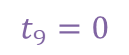 t₉ = 0